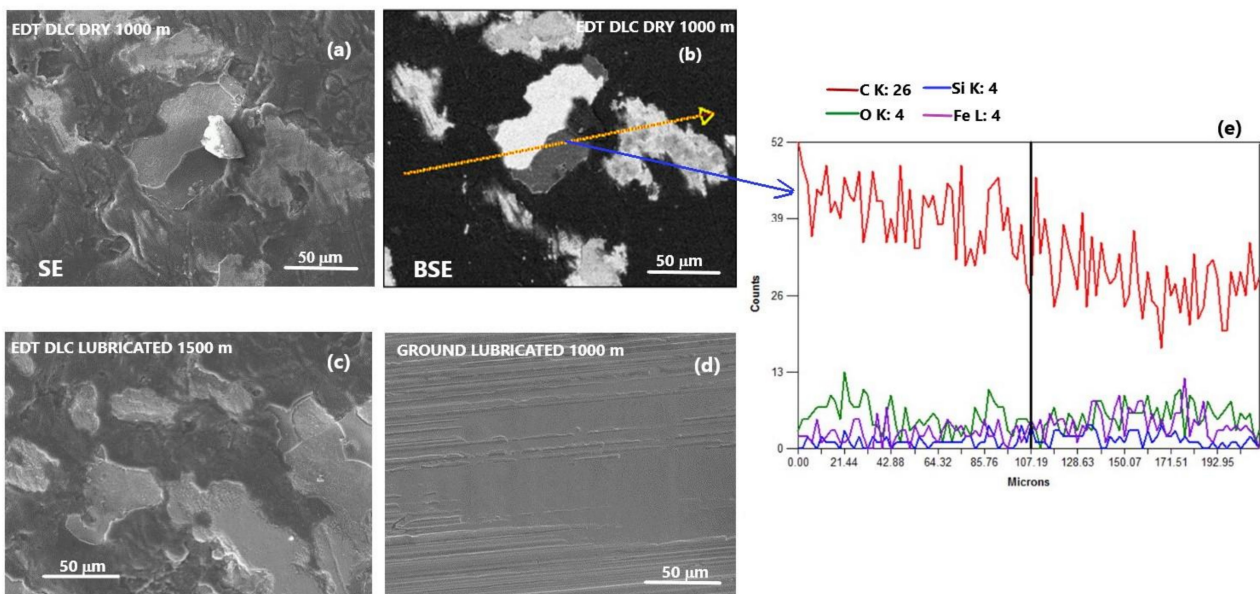 EDT DLC DRY 1000 m
(a)
SE
50 μm
EDT DLC DRY 1000 m
(b)
BSE
50 μm
EDT DLC LUBRICATED 1500 m
(c)
50 μm
GROUND LUBRICATED 1000 m
(d)
50 μm
C K: 26 Si K: 4
O K: 4 Fe L: 4
(e)
52
39
26
13
0
Counts
0.00 21.44 42.88 64.32 85.76 107.19 128.63 150.07 171.51 192.95
Microns